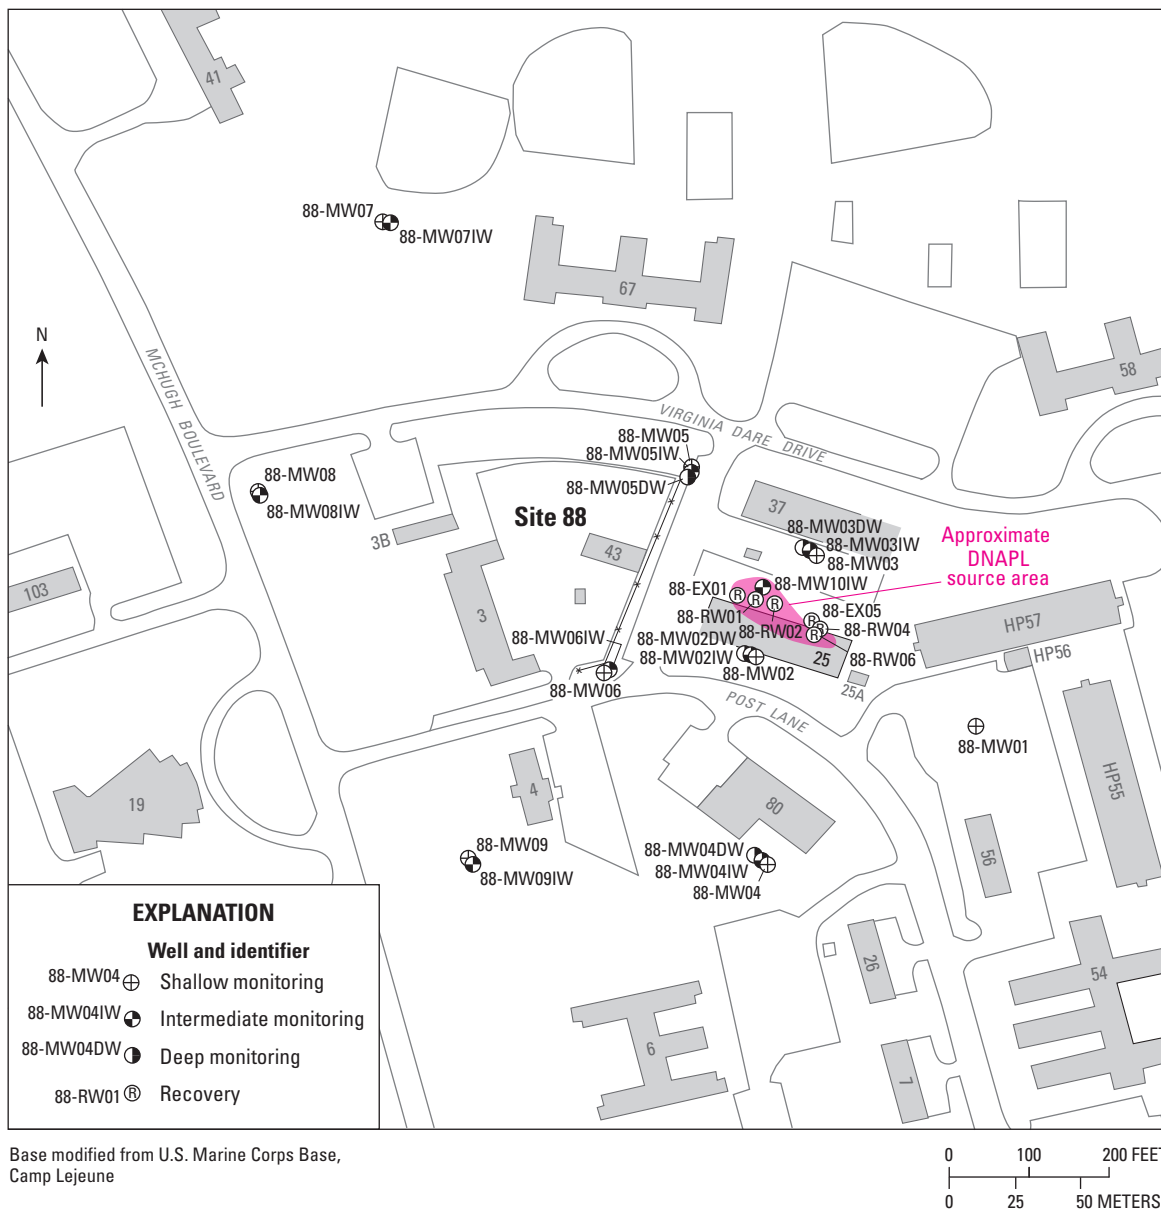 41
88-MW07
88-MW07IW
67
N
58
MCHUGH BOULEVARD
VIRGINIA DARE DRIVE
88-MW05
88-MW05IW
88-MW05DW
88-MW08
88-MW08IW
Site 88
37
3B
43
88-MW03DW
88-MW03IW
88-MW03
Approximate
DNAPL
source area
103
3
88-EX01
88-MW10IW
88-RW01
88-RW02
88-EX05
88-RW04
88-RW06
HP57
HP56
88-MW06IW
88-MW02DW
88-MW02IW
88-MW02
25
25A
88-MW06
POST LANE
88-MW01
HP55
19
4
80
56
88-MW09
88-MW09IW
88-MW04DW
88-MW04IW
88-MW04
26
54
6
7
EXPLANATION
Well and identifier
88-MW04 Shallow monitoring
88-MW04IW Intermediate monitoring
88-MW04DW Deep monitoring
88-RW01 R Recovery
R
R
R
R
R
R
Base modified from U.S. Marine Corps Base,
Camp Lejeune
0 100 200 FEET
0 25 50 METERS